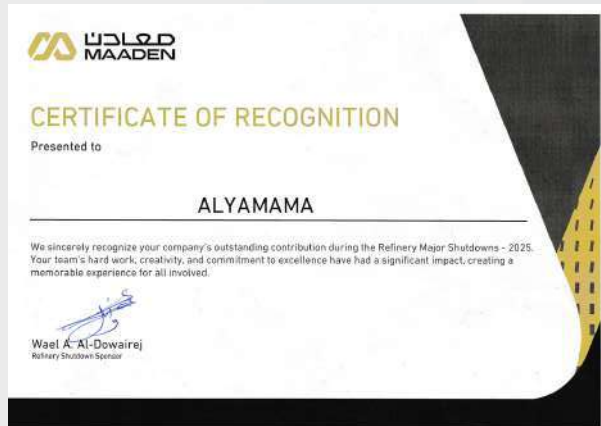 معادن
MAADEN
CERTIFICATE OF RECOGNITION
Presented to
ALYAMAMA
We sincerely recognize your company's outstanding contribution during the Refinery Major Shutdowns - 2025.
Your team's hard work, creativity, and commitment to excellence have had a significant impact, creating a
memorable experience for all involved.
Wael A. Al-Dowairej
Refinery Shutdown Sponsor